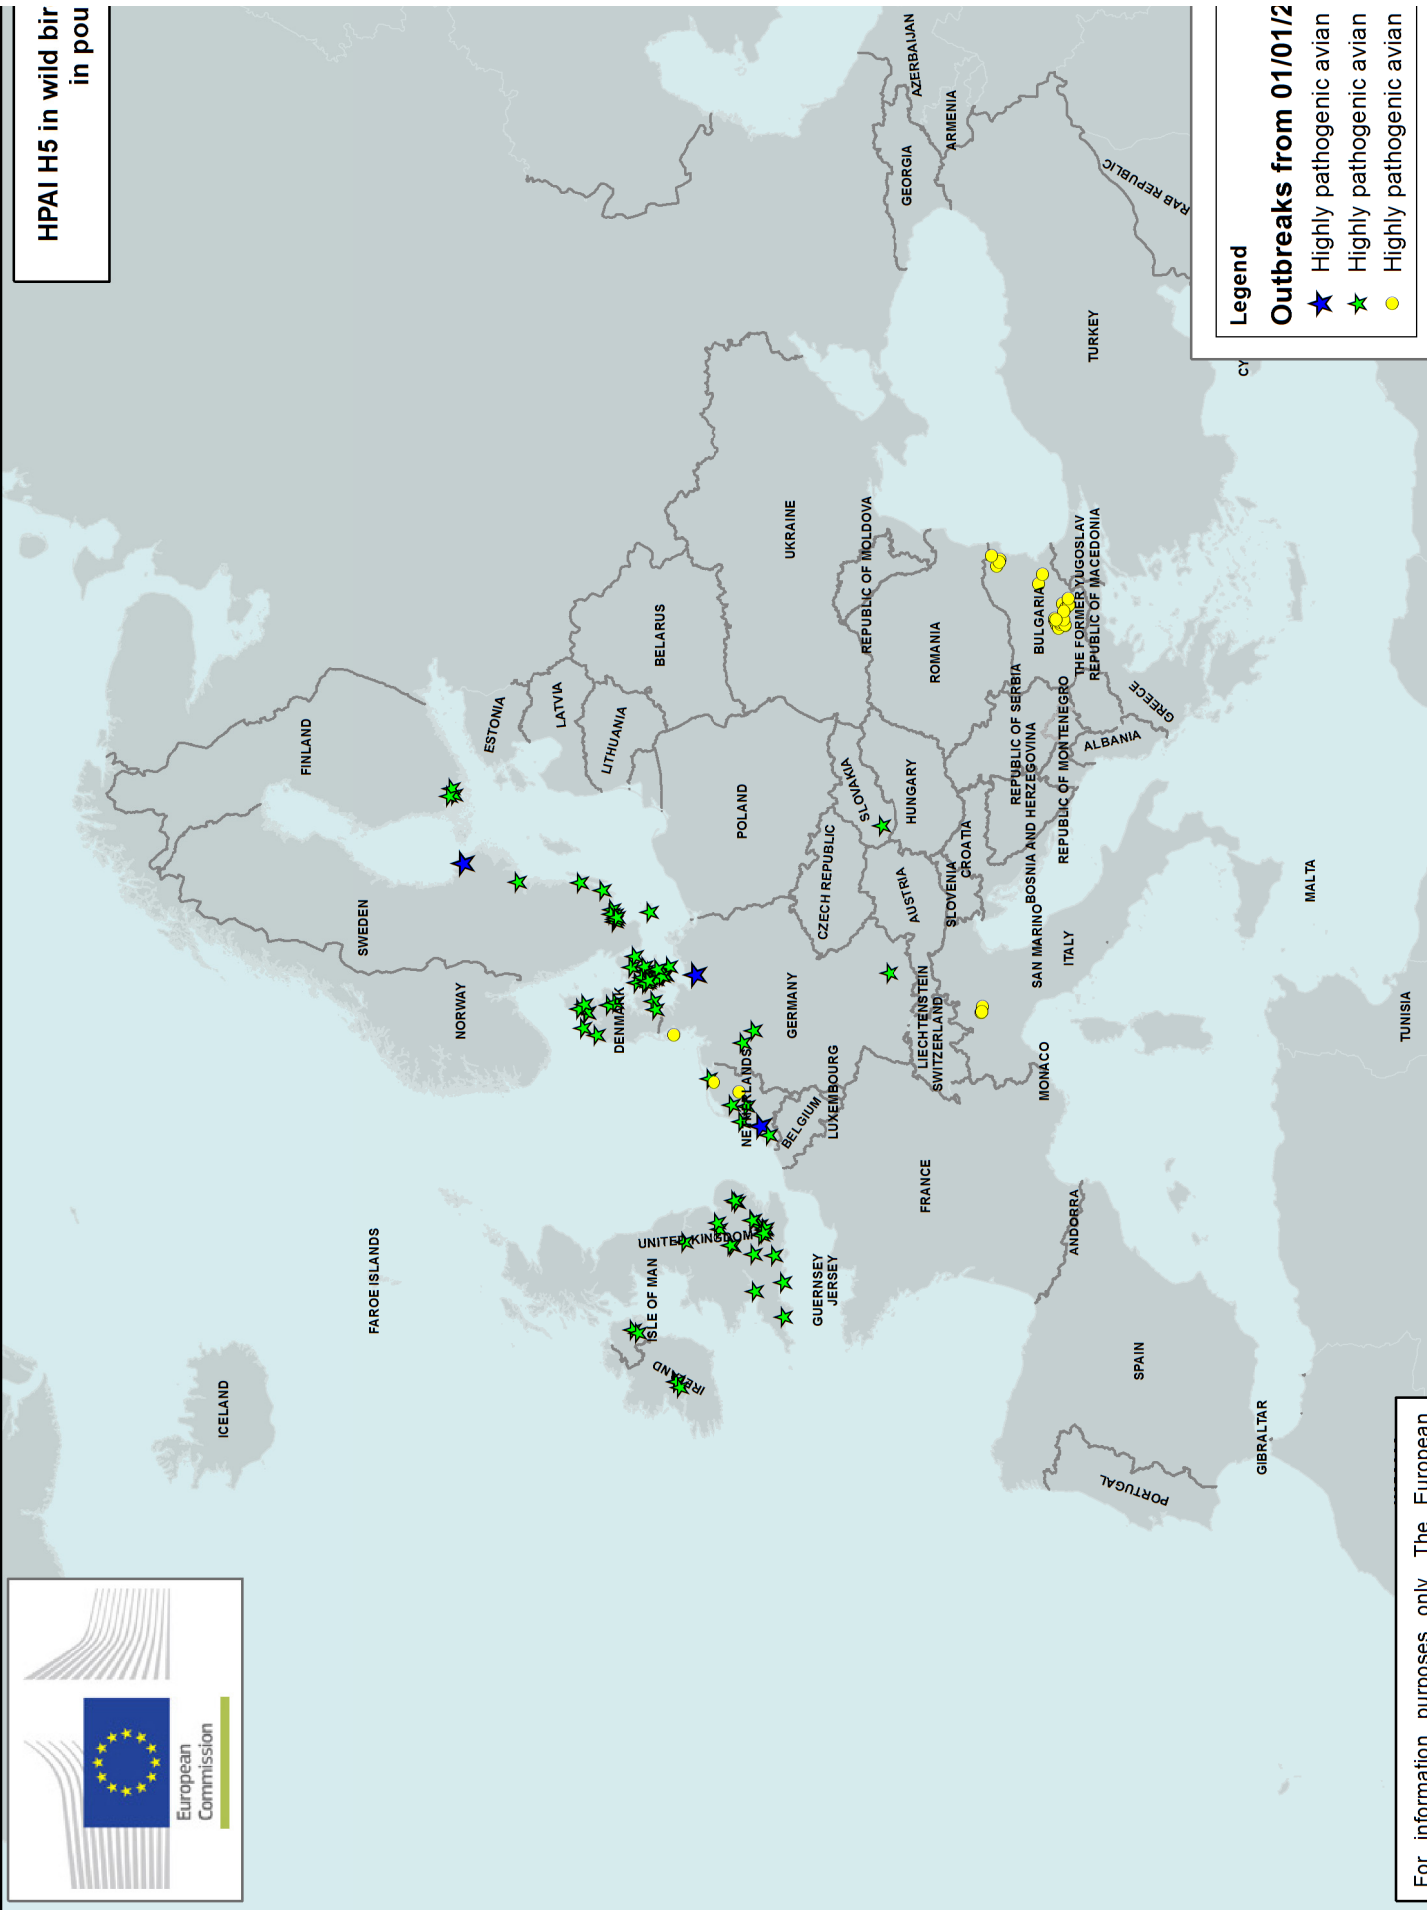 HPAI H5 in wild bir
in pou
European
Commission
ICELAND
FAROE ISLANDS
NORWAY
SWEDEN
FINLAND
ESTONIA
LATVIA
LITHUANIA
BELARUS
DENMARK
ISLE OF MAN
IRELAND
UNITED KINGDOM
NETHERLANDS
BELGIUM
LUXEMBOURG
GERMANY
POLAND
UKRAINE
CZECH REPUBLIC
SLOVAKIA
GUERNSEY
JERSEY
FRANCE
LIECHTENSTEIN
SWITZERLAND
AUSTRIA
HUNGARY
REPUBLIC OF MOLDOVA
ROMANIA
SLOVENIA
CROATIA
GEORGIA
AZERBAIJAN
ARMENIA
MONACO
SAN MARINO
ITALY
BOSNIA AND HERZEGOVINA
REPUBLIC OF SERBIA
REPUBLIC OF MONTENEGRO
BULGARIA
THE FORMER YUGOSLAV
REPUBLIC OF MACEDONIA
ALBANIA
GREECE
TURKEY
RAB REPUBLIC
ANDORRA
SPAIN
PORTUGAL
GIBRALTAR
MALTA
TUNISIA
CY
Legend
Outbreaks from 01/01/2
Highly pathogenic avian
Highly pathogenic avian
Highly pathogenic avian
For information purposes only. The European